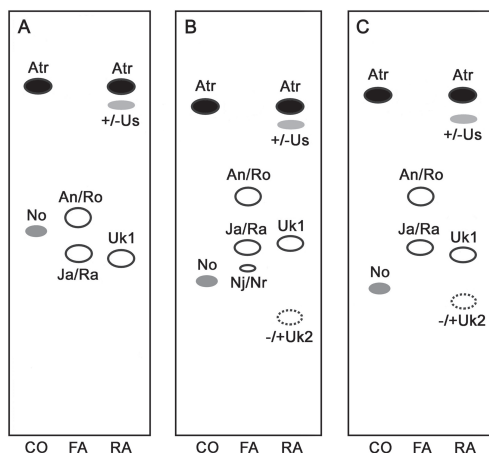 A
Atr
Atr
+/-Us
An/Ro
No
Ja/Ra
Uk1
CO FA RA
B
Atr
Atr
+/-Us
An/Ro
Ja/Ra
Uk1
No
Nj/Nr
-/+Uk2
CO FA RA
C
Atr
Atr
+/-Us
An/Ro
Ja/Ra
Uk1
No
-/+Uk2
CO FA RA